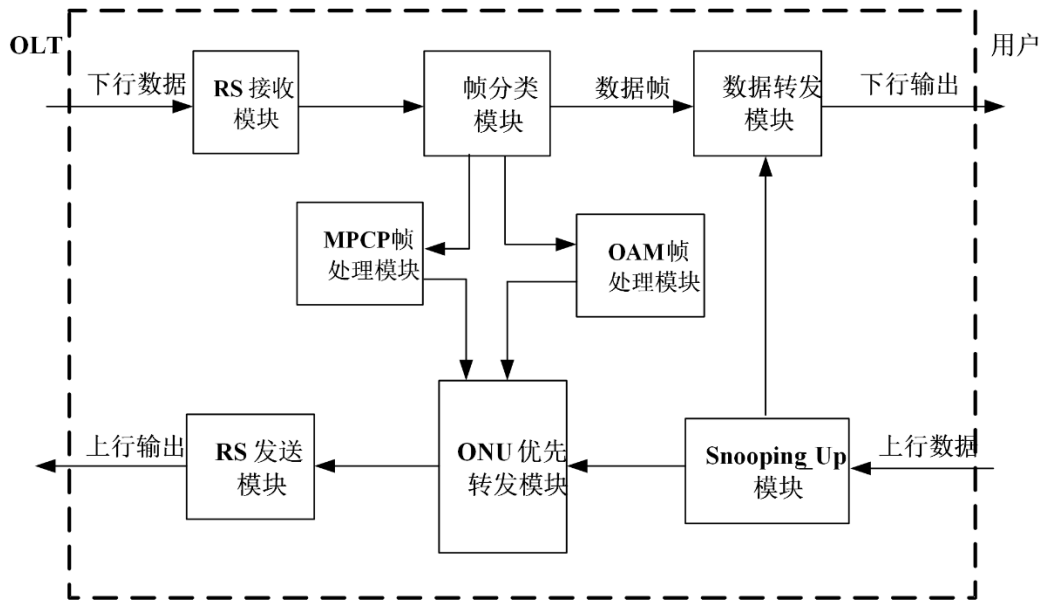 OLT
用户
下行数据
RS 接收
模块
帧分类
模块
数据帧
数据转发
模块
下行输出
MPCP帧
处理模块
OAM帧
处理模块
上行输出
RS 发送
模块
ONU 优先
转发模块
Snooping_Up
模块
上行数据